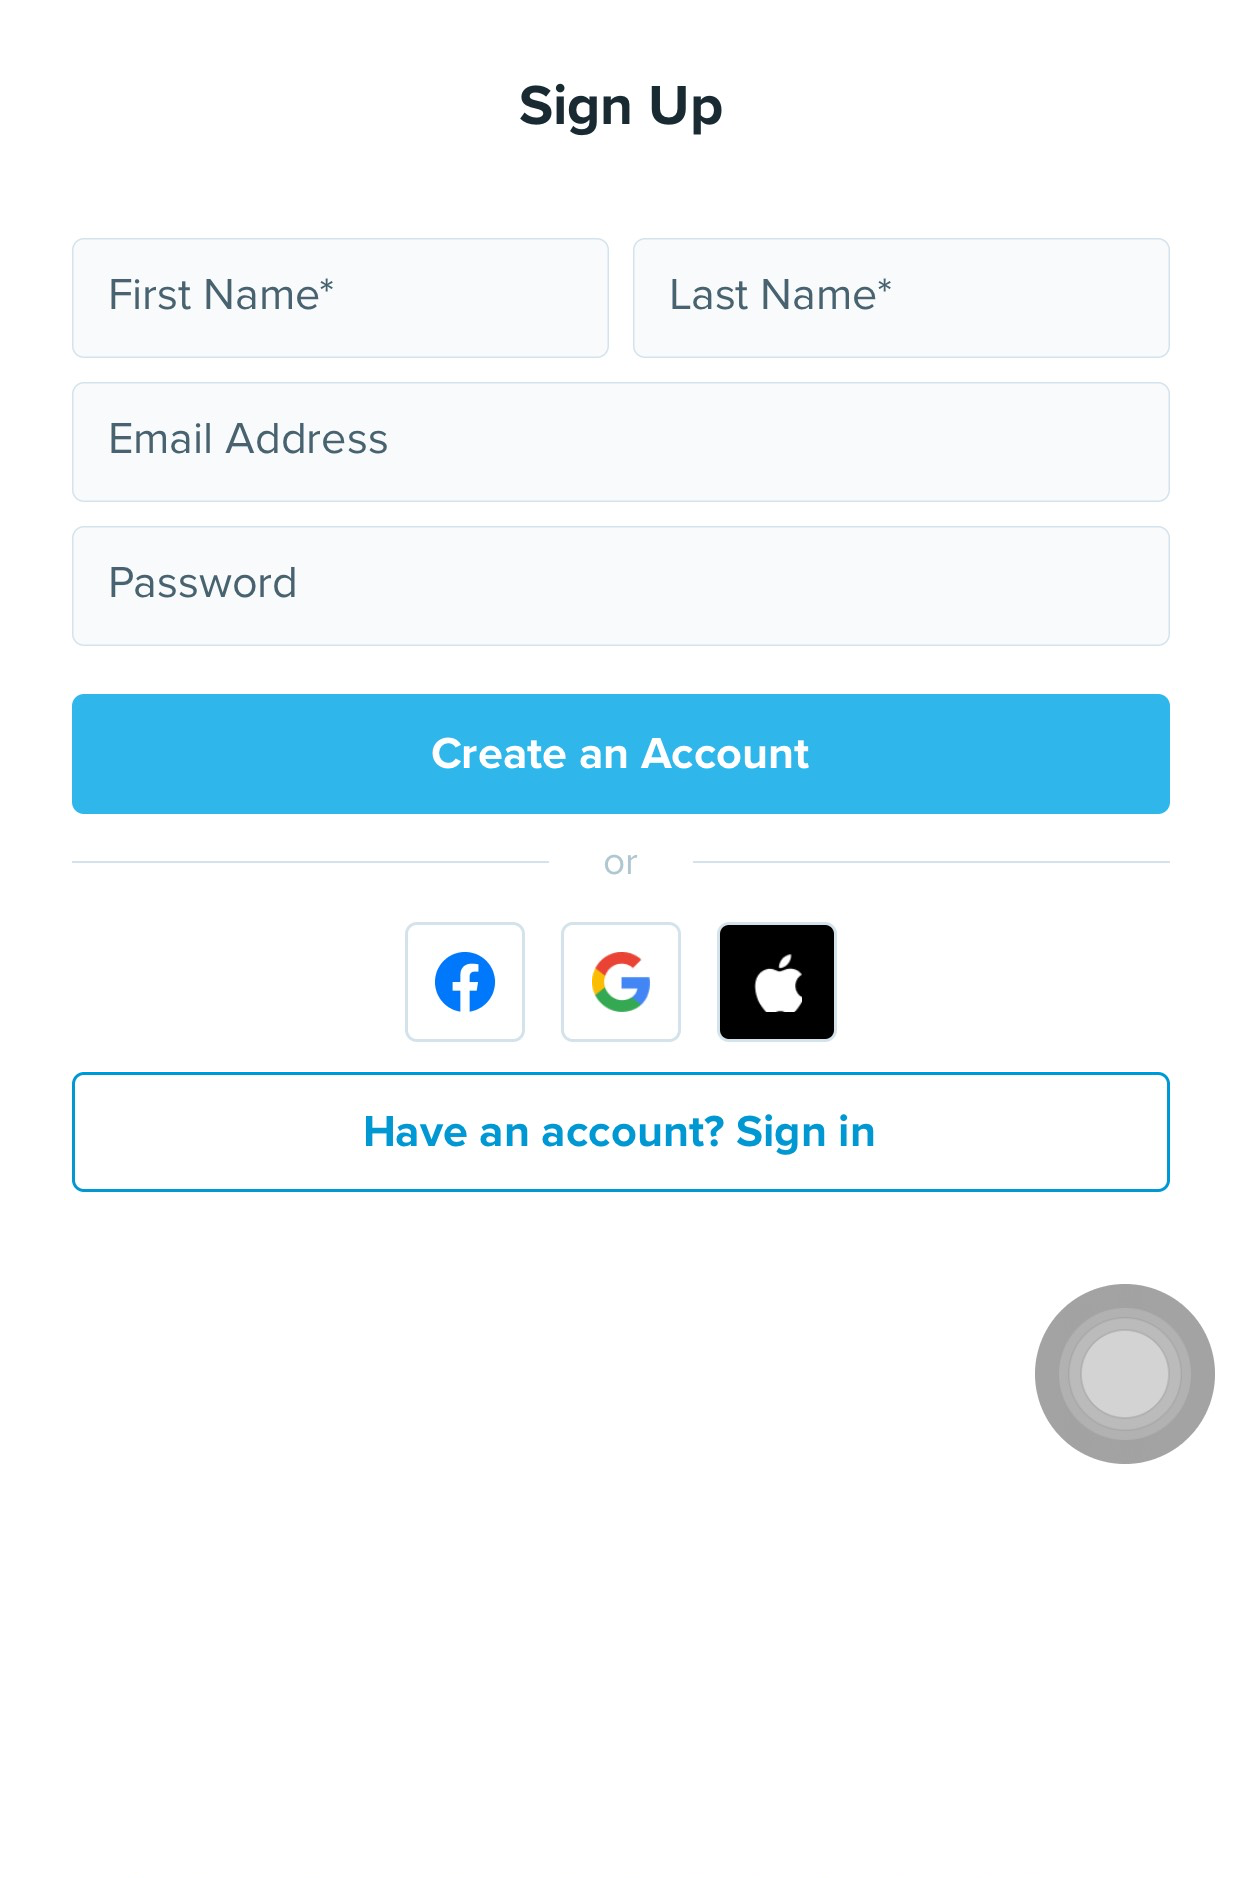 Sign Up
First Name* Last Name*
Email Address
Password
Create an Account
or
Have an account? Sign in